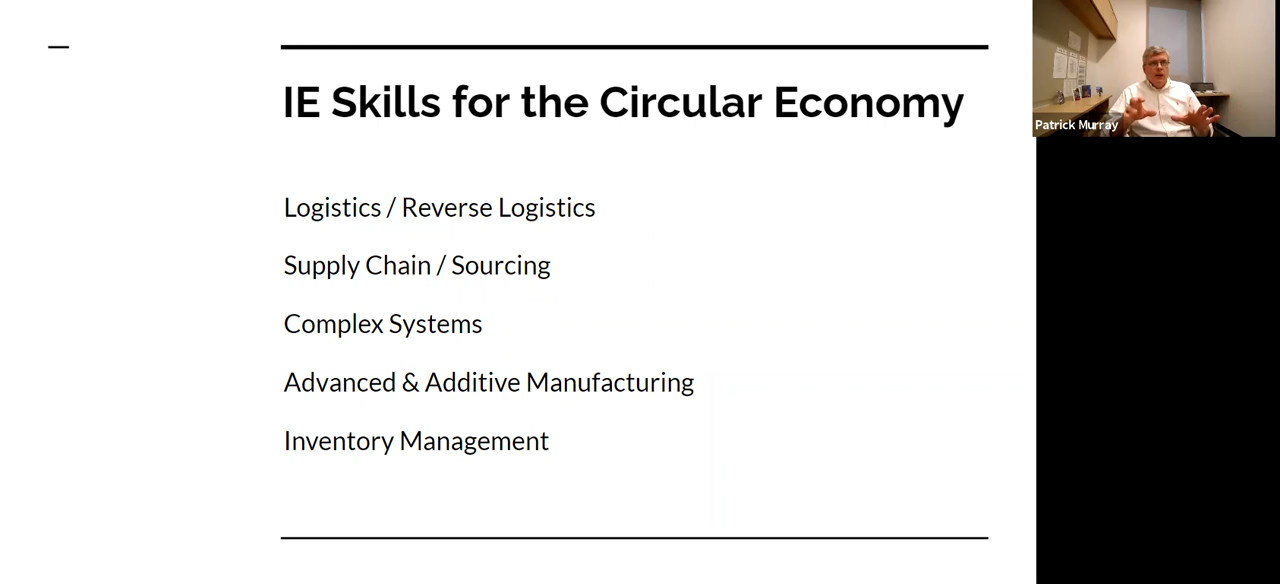 IE Skills for the Circular Economy
Logistics / Reverse Logistics
Supply Chain / Sourcing
Complex Systems
Advanced & Additive Manufacturing
Inventory Management
Patrick Murray